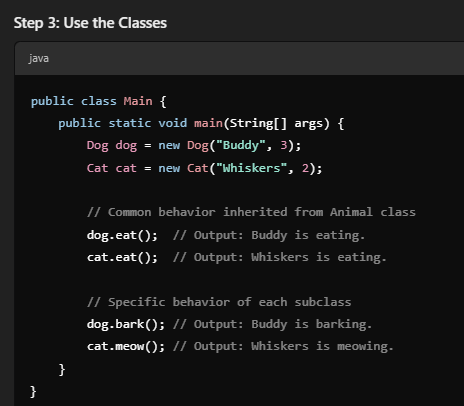 Step 3: Use the Classes
java
public class Main {
    public static void main(String[] args) {
        Dog dog = new Dog("Buddy", 3);
        Cat cat = new Cat("Whiskers", 2);

        // Common behavior inherited from Animal class
        dog.eat();  // Output: Buddy is eating.
        cat.eat();  // Output: Whiskers is eating.

        // Specific behavior of each subclass
        dog.bark(); // Output: Buddy is barking.
        cat.meow(); // Output: Whiskers is meowing.
    }
}